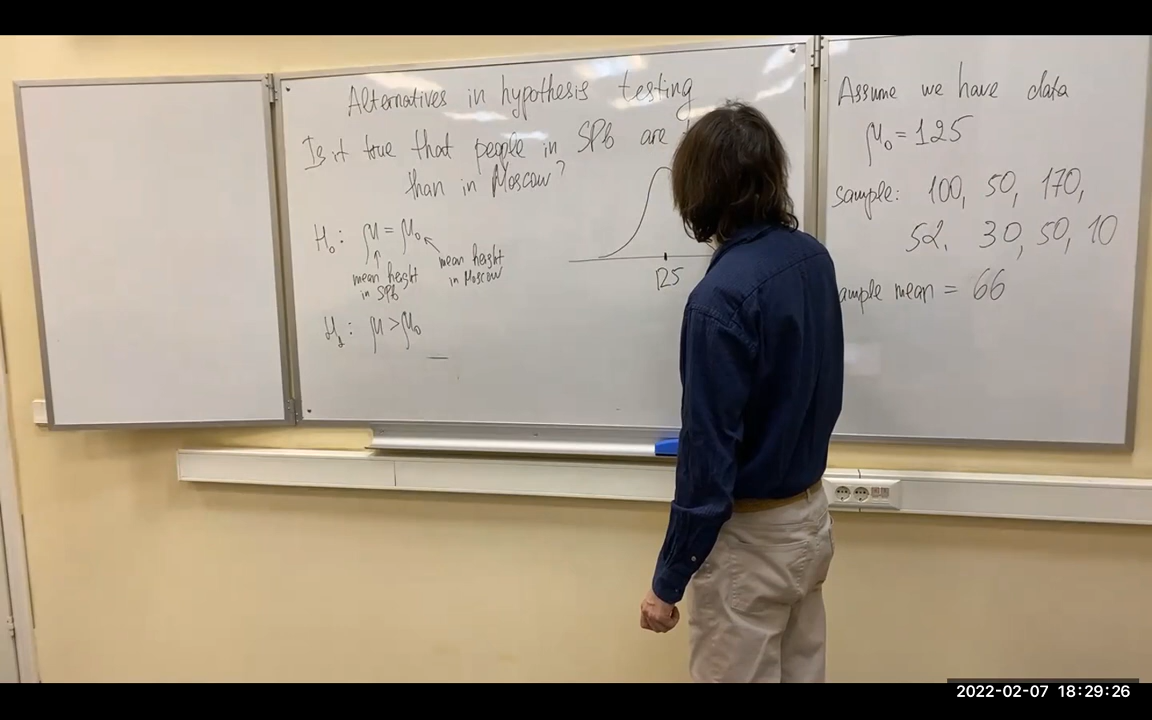 Alternatives in hypothesis testing
Is it true that people in SPb are
than in Moscow?
H₀: μ = μ₀
mean height
in SPb
mean height
in Moscow
H₁: μ > μ₀
125
Assume we have data
μ₀ = 125
sample: 100, 50, 170,
52, 30, 50, 10
ample mean = 66
2022-02-07 18:29:26